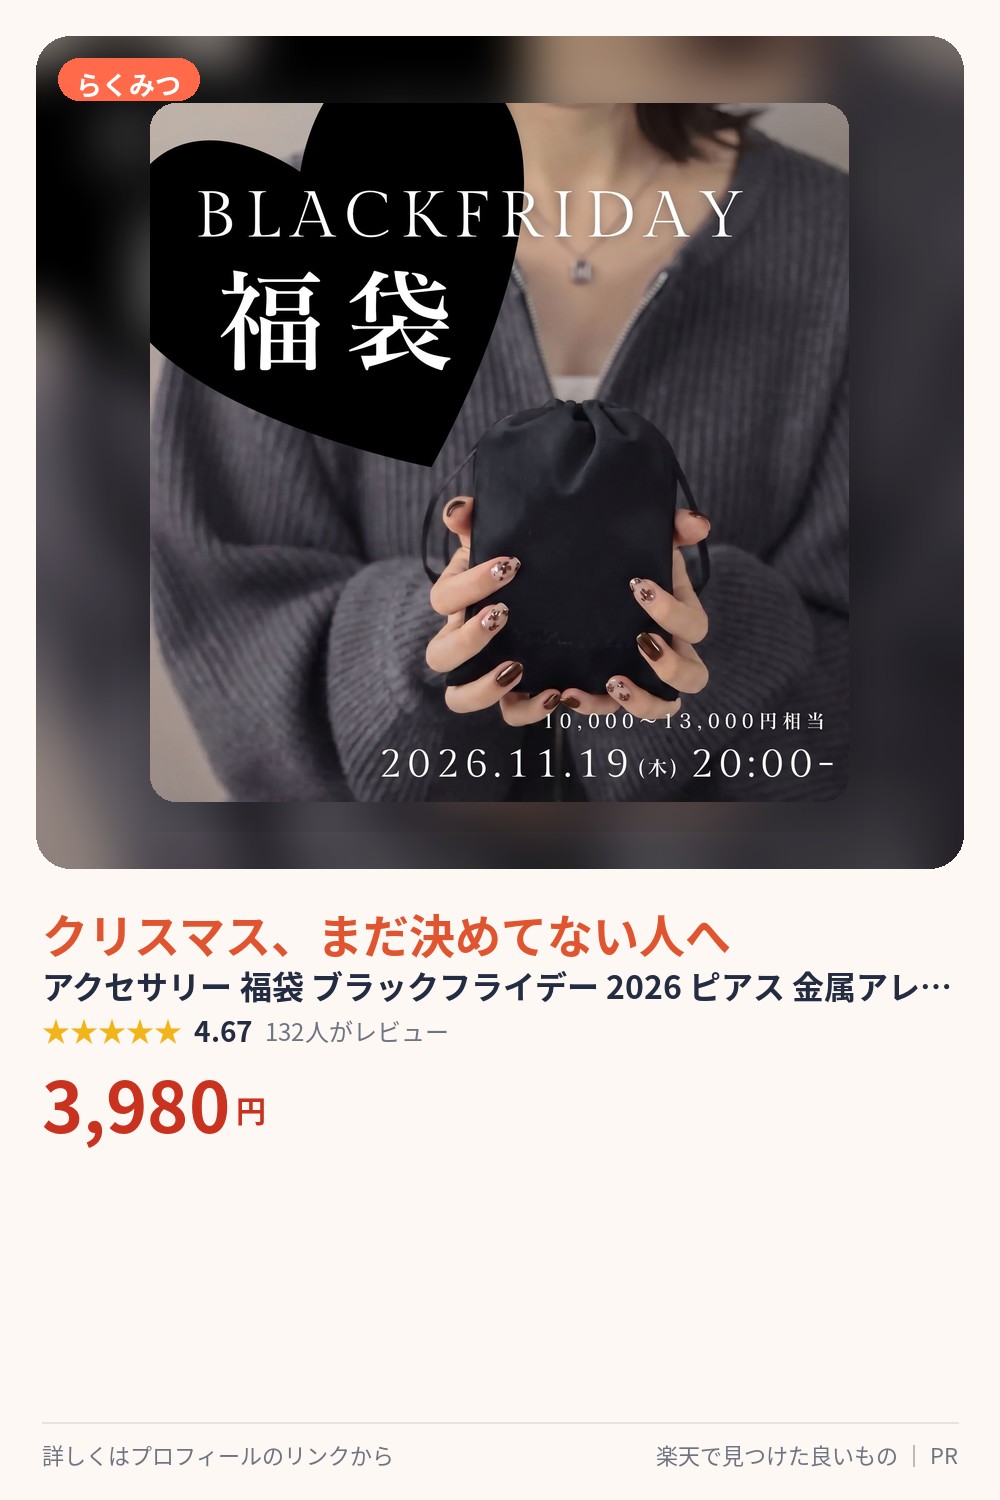 らくみつ
BLACKFRIDAY
福袋
10,000〜13,000円相当
2026.11.19(木) 20:00-
クリスマス、まだ決めてない人へ
アクセサリー 福袋 ブラックフライデー 2026 ピアス 金属アレ…
★★★★★ 4.67 132人がレビュー
3,980円
詳しくはプロフィールのリンクから
楽天で見つけた良いもの | PR